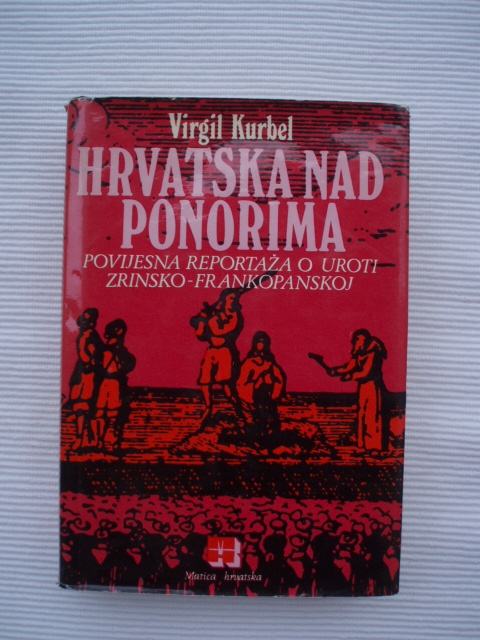 Virgil Kurbel
HRVATSKA NAD
PONORIMA
POVIJESNA REPORTAŽA O UROTI
ZRINSKO-FRANKOPANSKOJ
Matica hrvatska